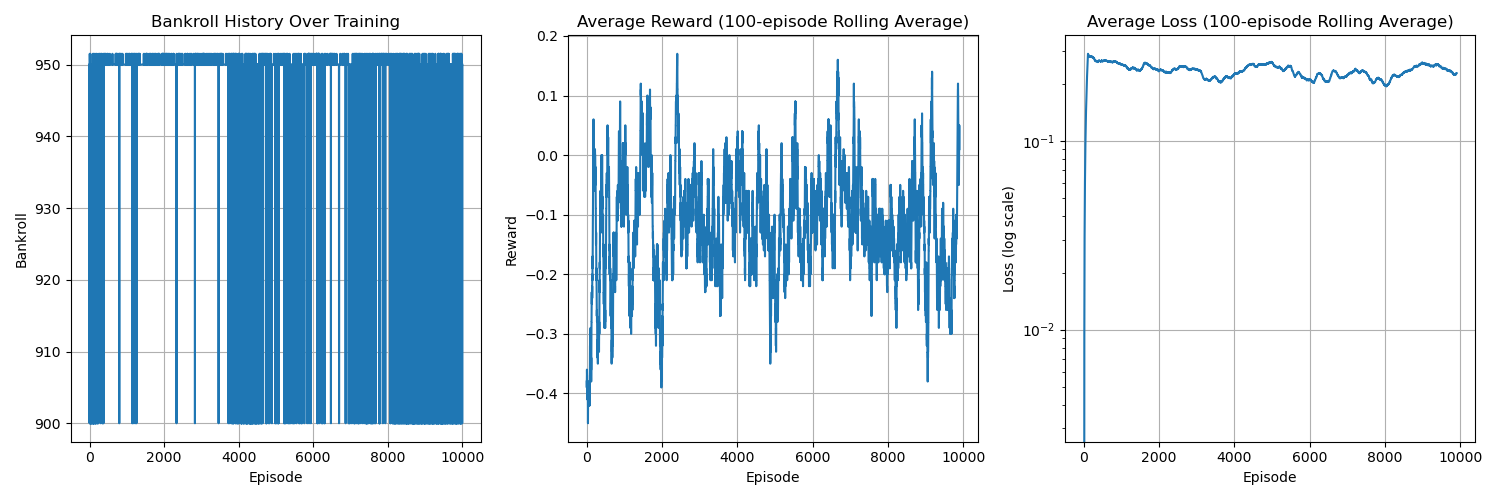 Bankroll History Over Training
Bankroll
950
940
930
920
910
900
0 2000 4000 6000 8000 10000
Episode
Average Reward (100-episode Rolling Average)
Reward
0.2
0.1
0.0
−0.1
−0.2
−0.3
−0.4
0 2000 4000 6000 8000 10000
Episode
Average Loss (100-episode Rolling Average)
Loss (log scale)
10⁻¹
10⁻²
0 2000 4000 6000 8000 10000
Episode